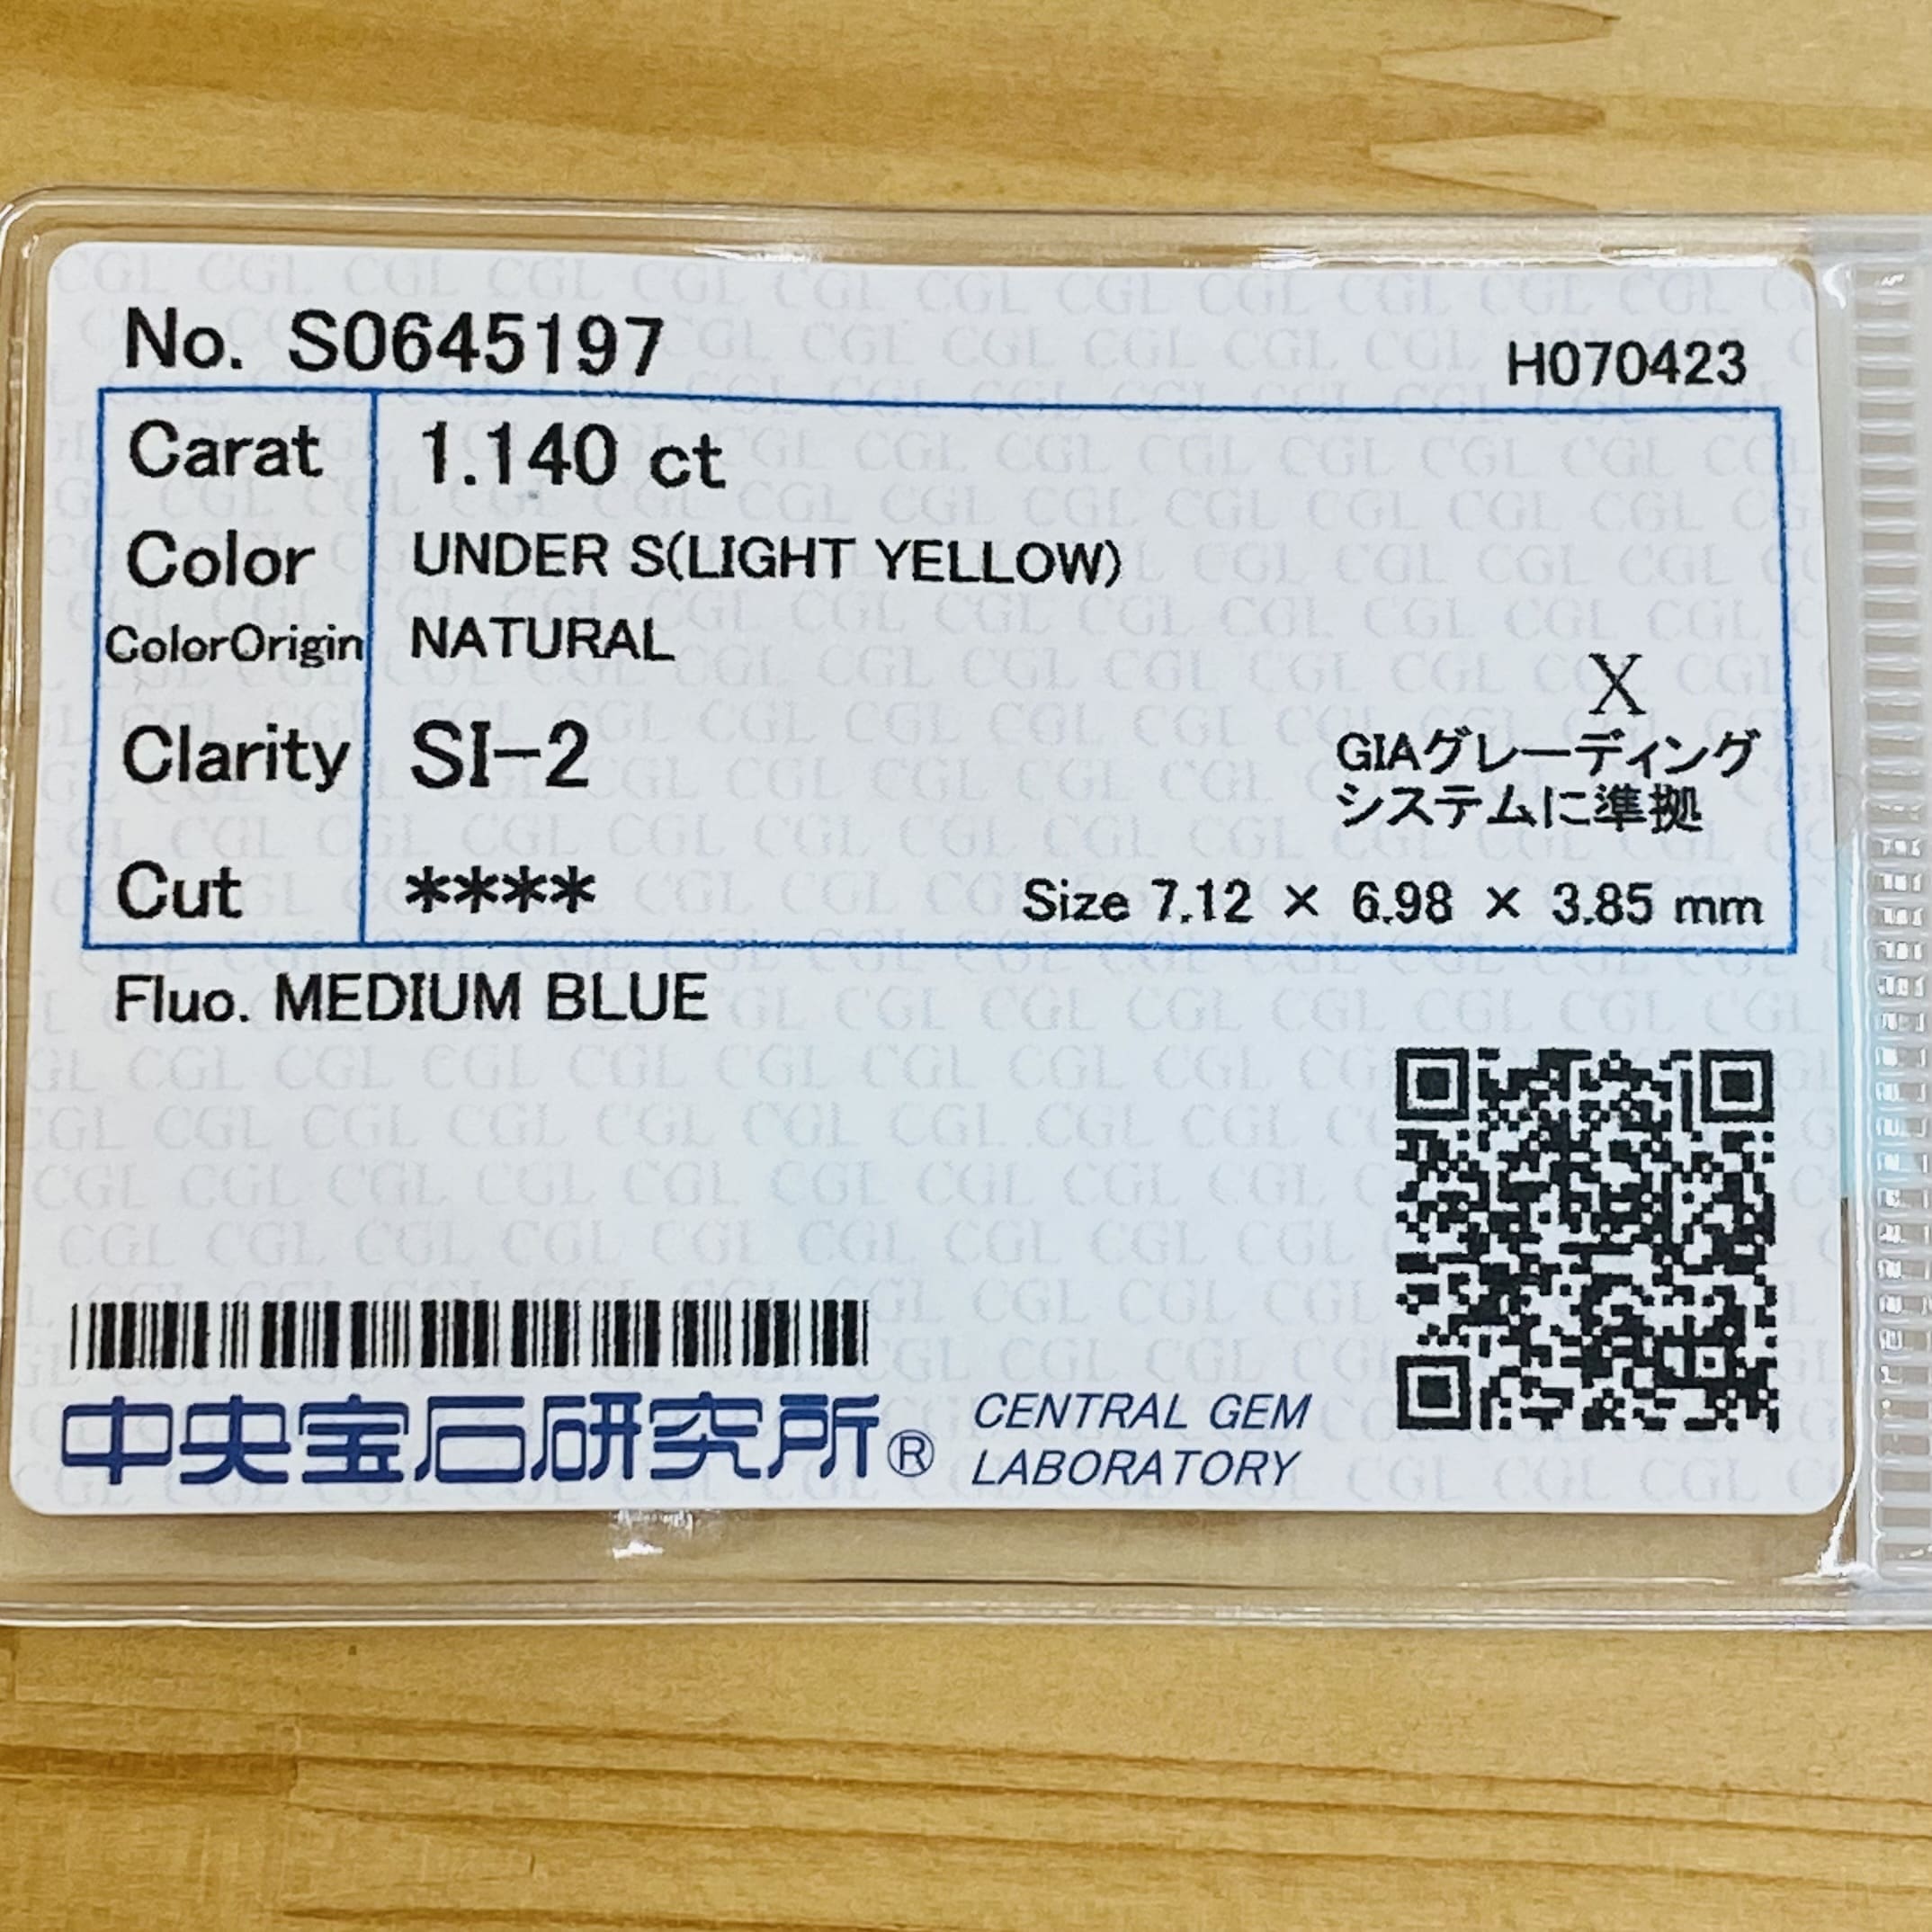 No. S0645197
H070423
Carat 1.140 ct
Color UNDER S(LIGHT YELLOW)
ColorOrigin NATURAL
X
Clarity SI-2
GIAグレーディング
システムに準拠
Cut ****
Size 7.12 × 6.98 × 3.85 mm
Fluo. MEDIUM BLUE
中央宝石研究所®
CENTRAL GEM
LABORATORY